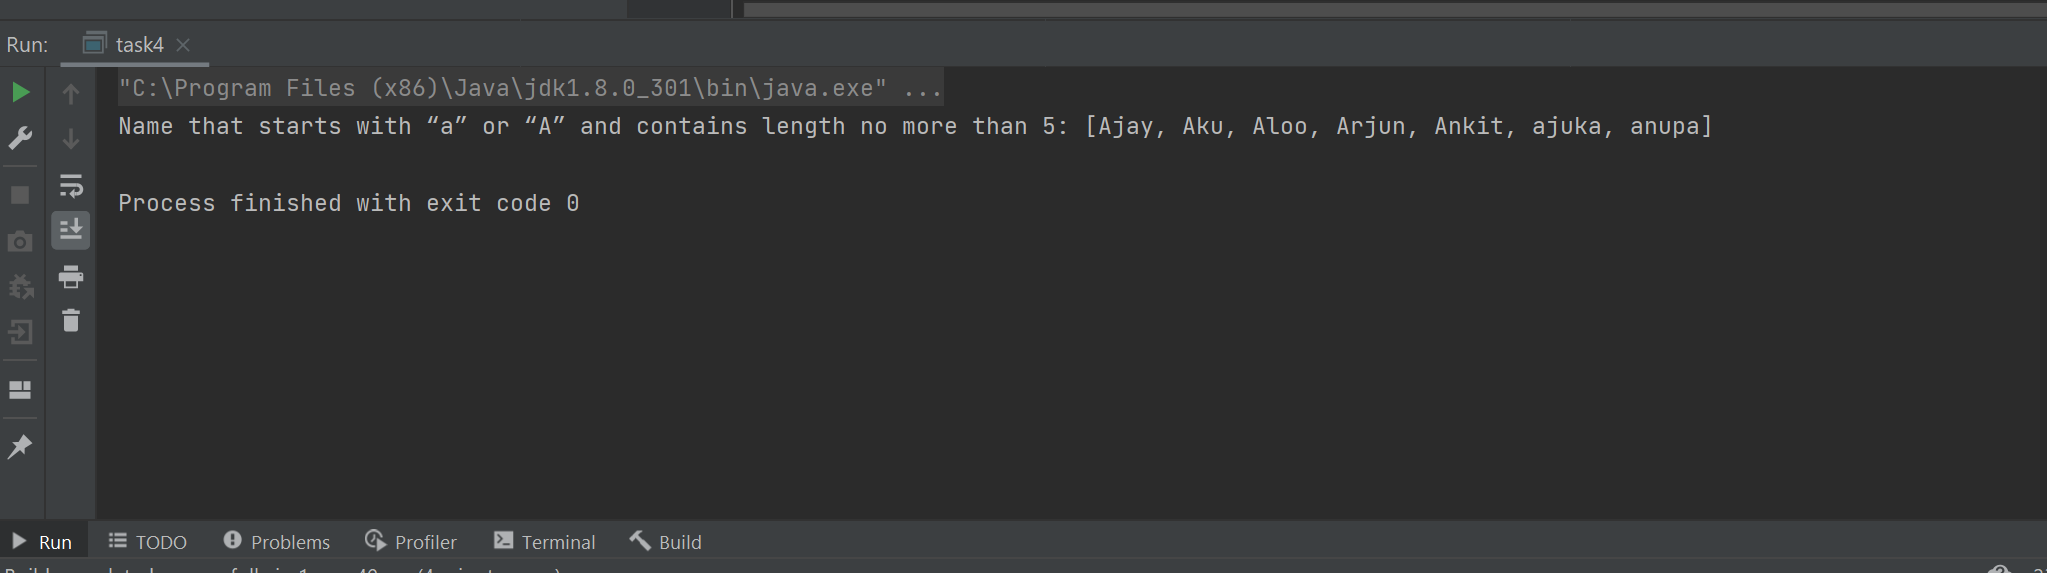 Run: task4
"C:\Program Files (x86)\Java\jdk1.8.0_301\bin\java.exe" ...
Name that starts with “a” or “A” and contains length no more than 5: [Ajay, Aku, Aloo, Arjun, Ankit, ajuka, anupa]
Process finished with exit code 0
Run TODO Problems Profiler Terminal Build